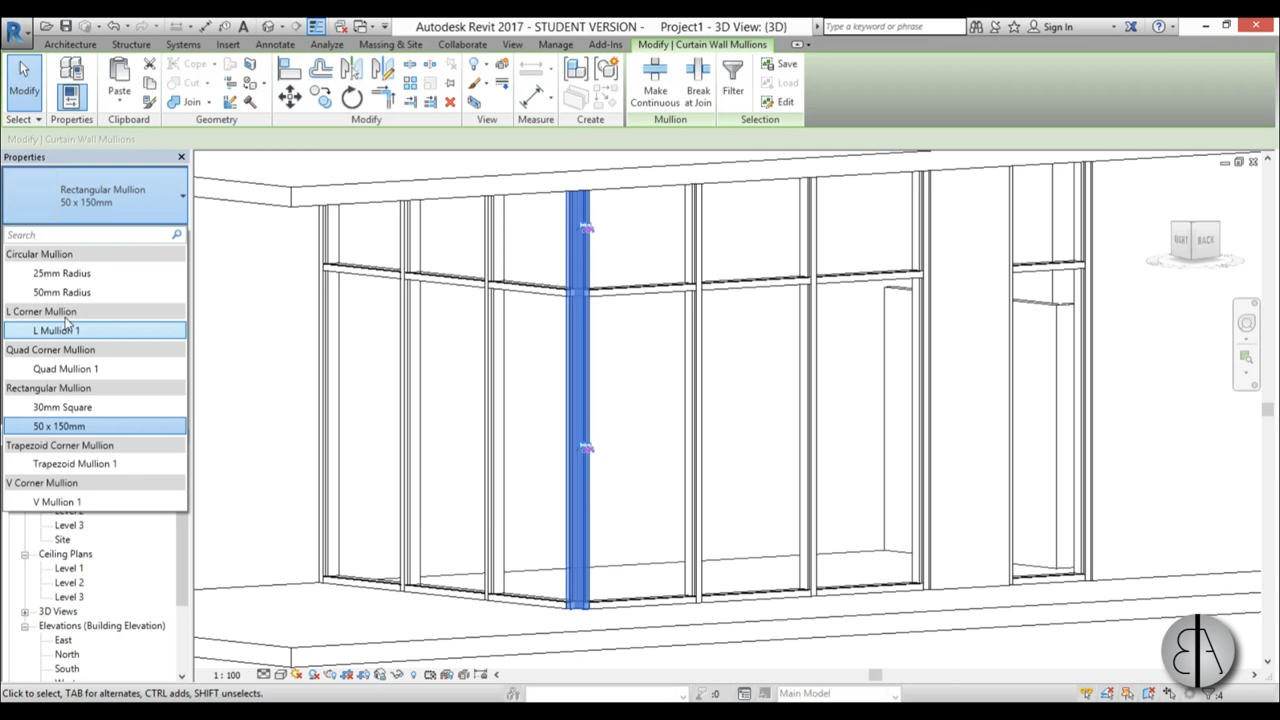 Autodesk Revit 2017 - STUDENT VERSION - Project1 - 3D View: {3D}
Type a keyword or phrase
Sign In
Architecture Structure Systems Insert Annotate Analyze Massing & Site Collaborate View Manage Add-Ins Modify | Curtain Wall Mullions
Modify
Paste
Cope
Cut
Join
Make Continuous
Break at Join
Filter
Save
Load
Edit
Select Properties Clipboard Geometry Modify View Measure Create Mullion Selection
Modify | Curtain Wall Mullions
Properties
Rectangular Mullion
50 x 150mm
Search
Circular Mullion
25mm Radius
50mm Radius
L Corner Mullion
L Mullion 1
Quad Corner Mullion
Quad Mullion 1
Rectangular Mullion
30mm Square
50 x 150mm
Trapezoid Corner Mullion
Trapezoid Mullion 1
V Corner Mullion
V Mullion 1
Level 3
Site
Ceiling Plans
Level 1
Level 2
Level 3
3D Views
Elevations (Building Elevation)
East
North
South
RIGHT BACK
1 : 100
Click to select, TAB for alternates, CTRL adds, SHIFT unselects.
:0
Main Model
:4